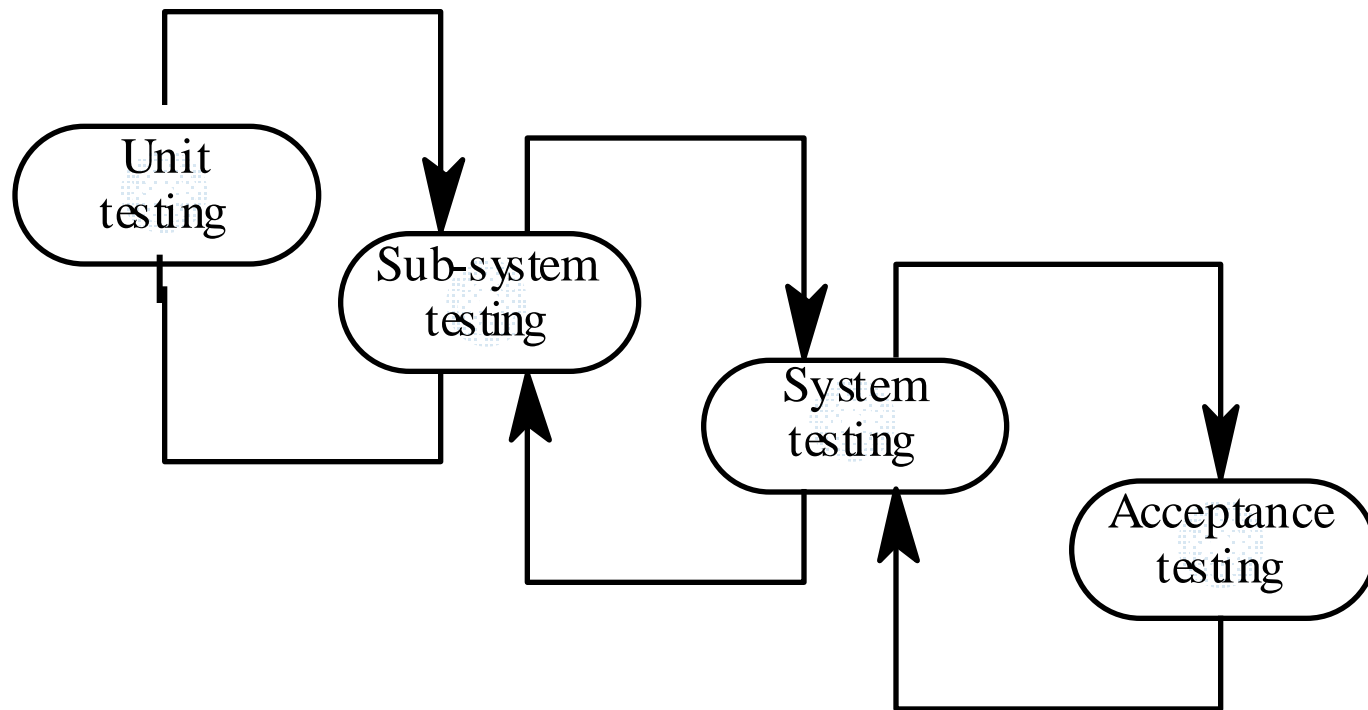 Unit
testing
Sub-system
testing
System
testing
Acceptance
testing